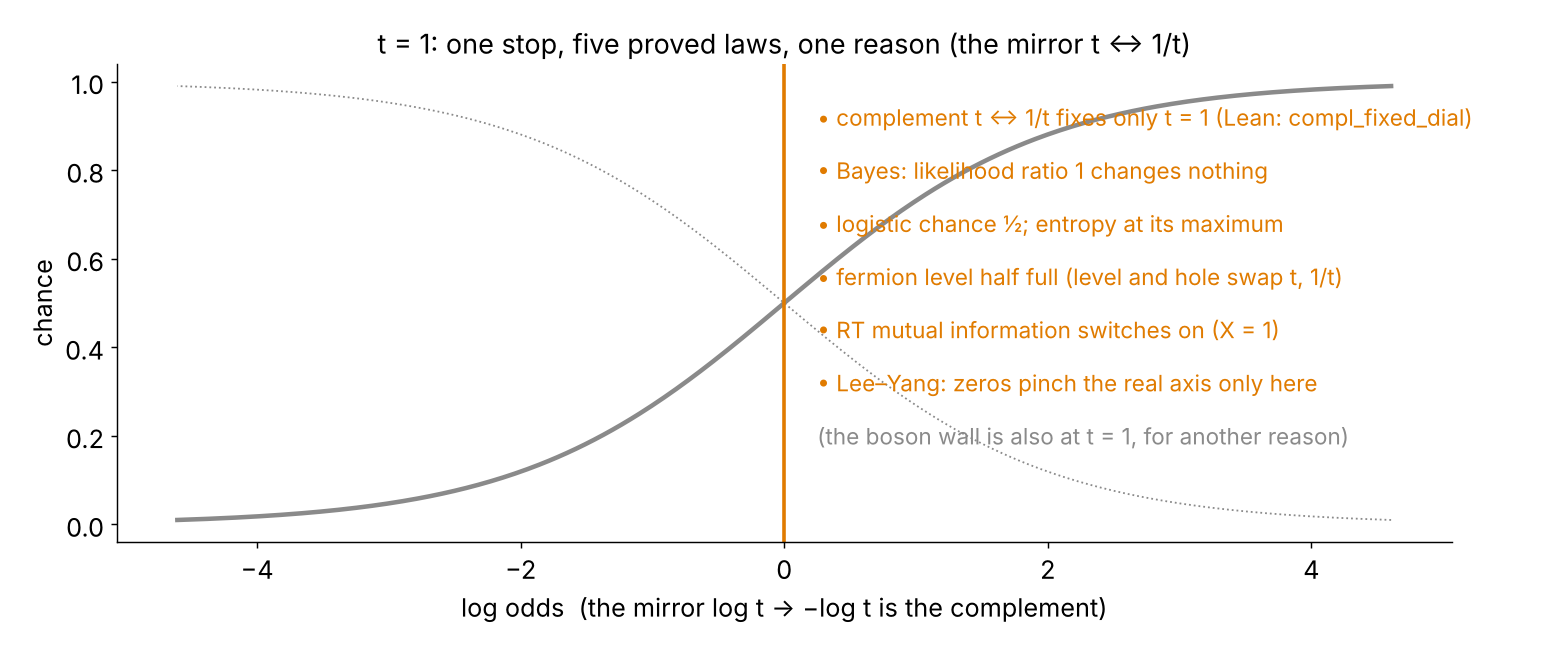 t = 1: one stop, five proved laws, one reason (the mirror t ↔ 1/t)
1.0
0.8
0.6
0.4
0.2
0.0
chance
• complement t ↔ 1/t fixes only t = 1 (Lean: compl_fixed_dial)
• Bayes: likelihood ratio 1 changes nothing
• logistic chance ½; entropy at its maximum
• fermion level half full (level and hole swap t, 1/t)
• RT mutual information switches on (X = 1)
• Lee–Yang: zeros pinch the real axis only here
(the boson wall is also at t = 1, for another reason)
−4 −2 0 2 4
log odds (the mirror log t → −log t is the complement)